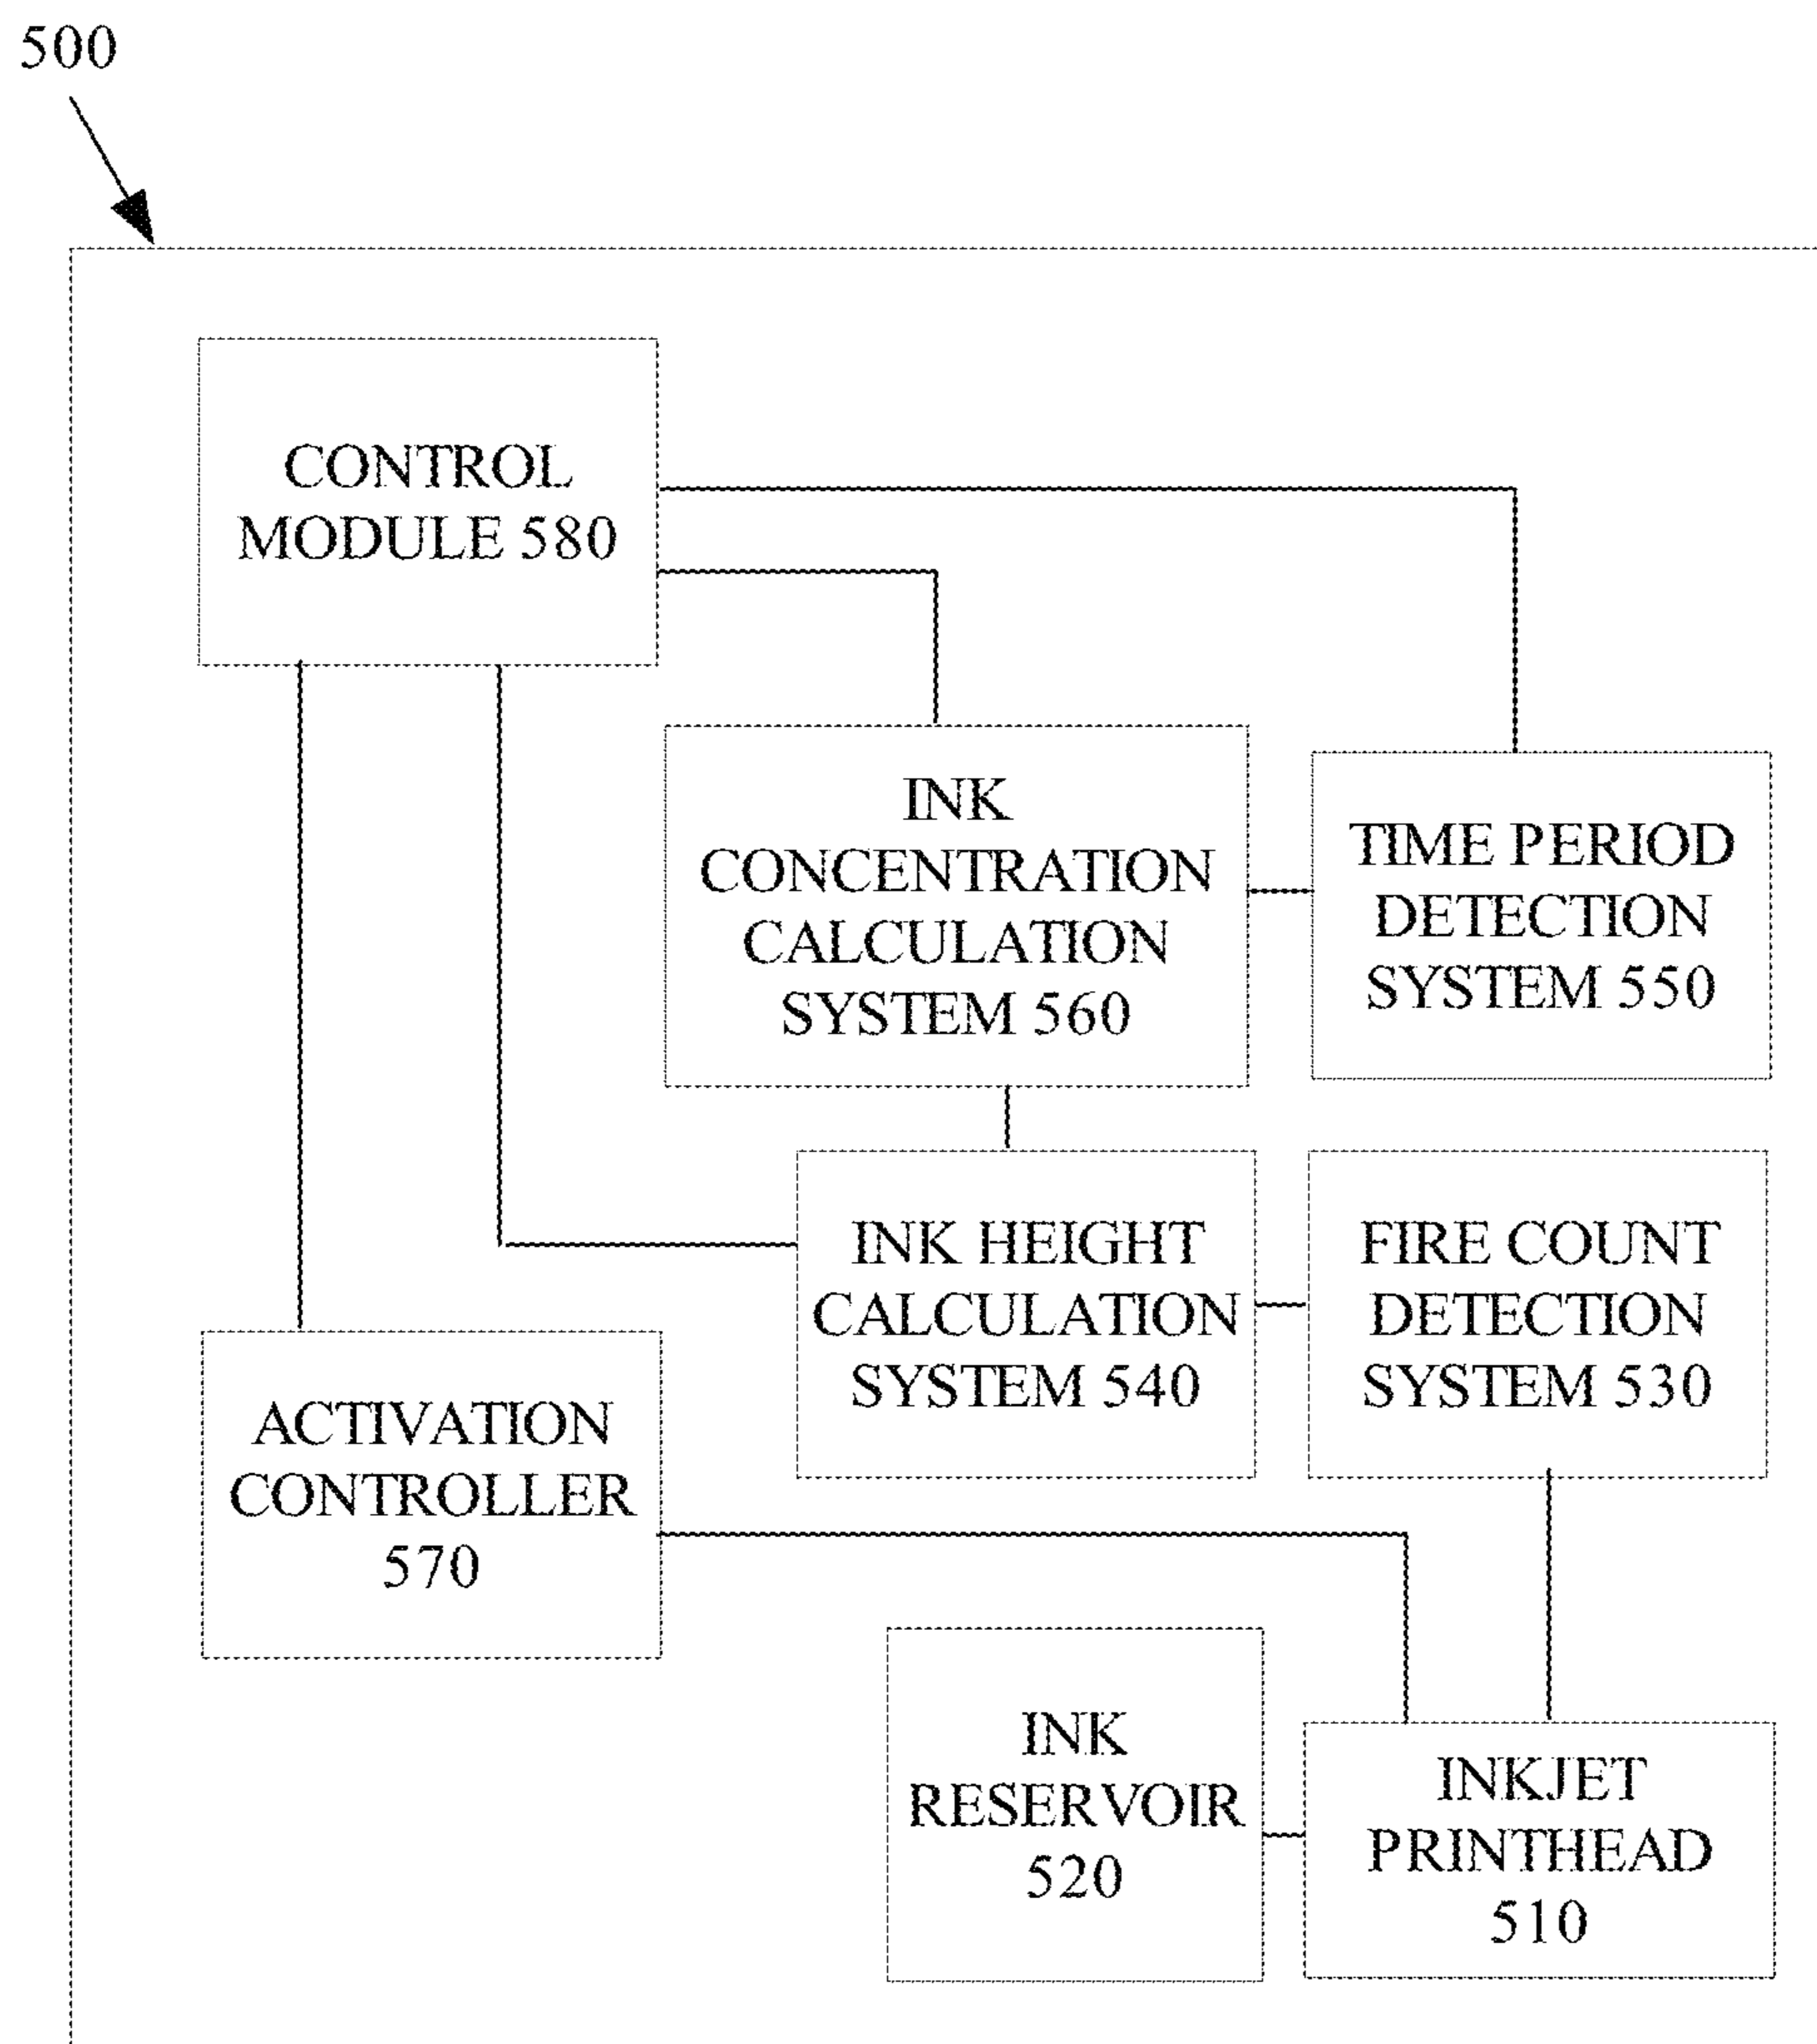 500
CONTROL
MODULE 580
INK
CONCENTRATION
CALCULATION
SYSTEM 560
TIME PERIOD
DETECTION
SYSTEM 550
INK HEIGHT
CALCULATION
SYSTEM 540
FIRE COUNT
DETECTION
SYSTEM 530
ACTIVATION
CONTROLLER
570
INK
RESERVOIR
520
INKJET
PRINTHEAD
510